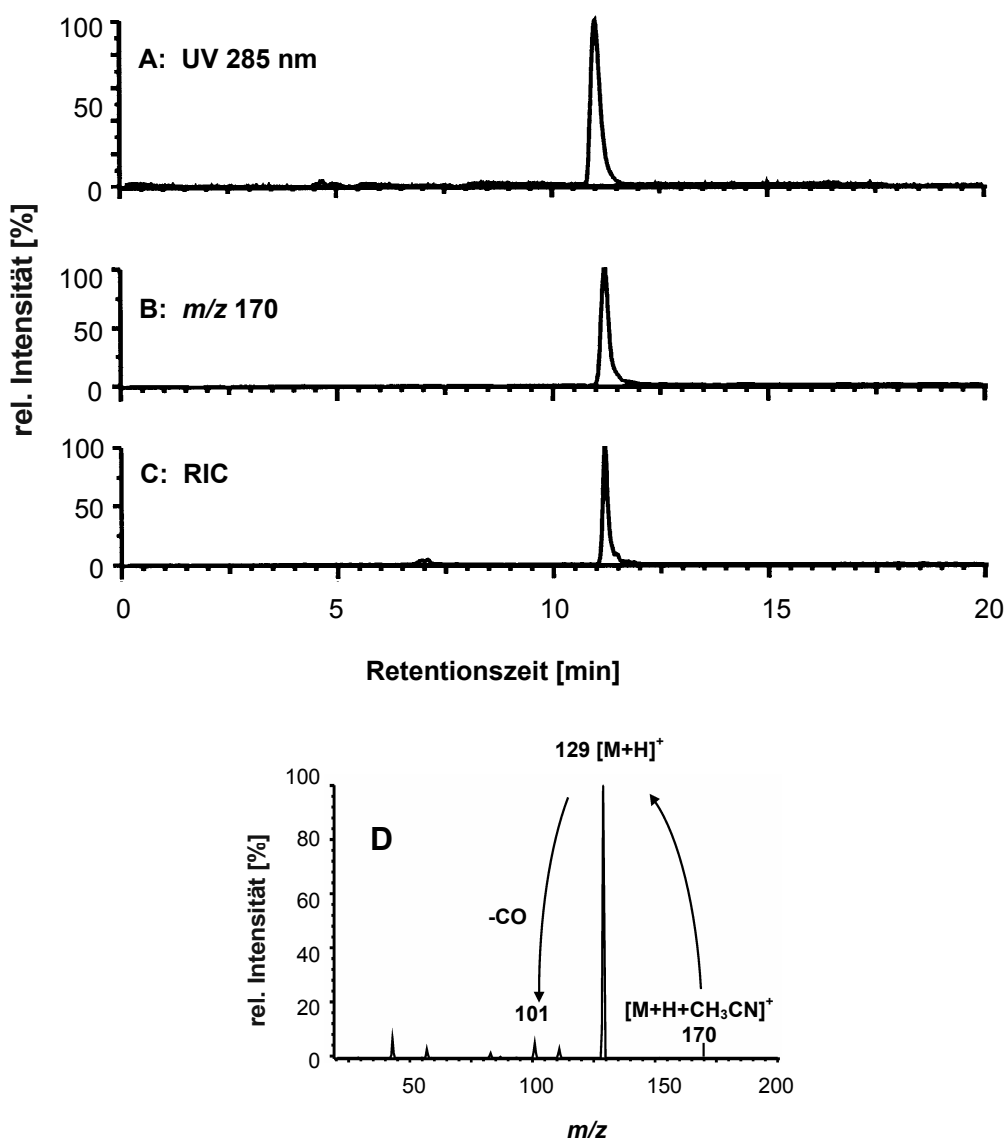 100
A: UV 285 nm
50
0
100
B: m/z 170
50
0
100
C: RIC
50
0
0 5 10 15 20
rel. Intensität [%]
Retentionszeit [min]
129 [M+H]⁺
100
D
80
60
-CO
40
20
101
[M+H+CH₃CN]⁺
170
0
50 100 150 200
rel. Intensität [%]
m/z